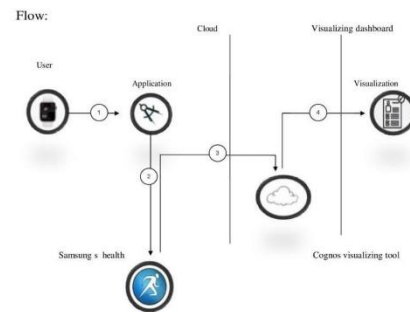 Flow:
Cloud
Visualizing dashboard
User
Application
Visualization
1
2
3
4
Samsung s health
Cognos visualizing tool